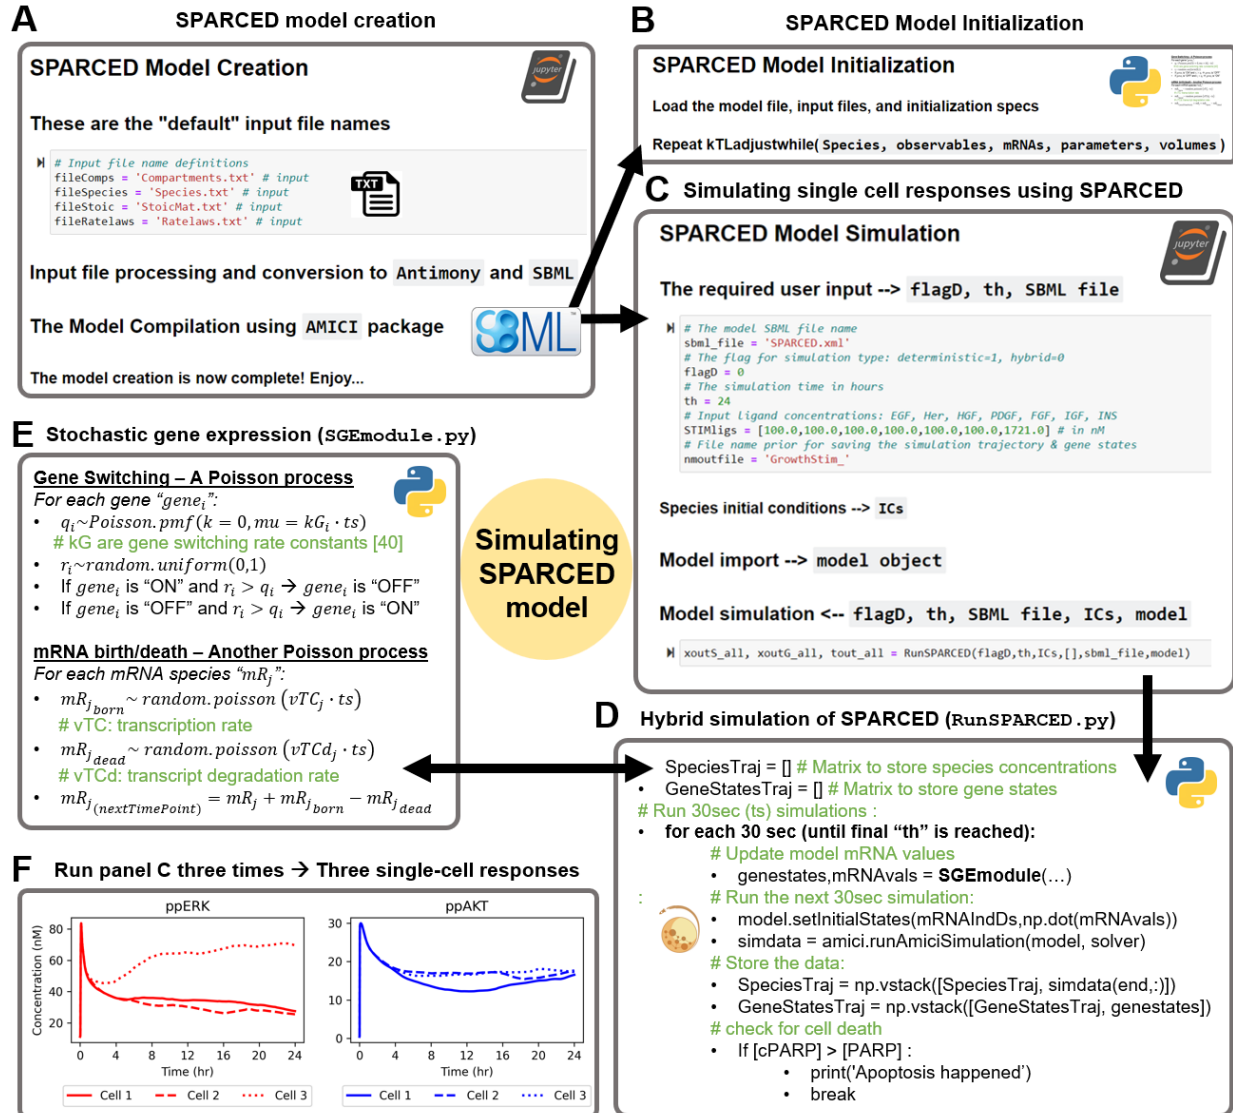 A SPARCED model creation
SPARCED Model Creation
jupyter
These are the "default" input file names
# Input file name definitions
fileComps = 'Compartments.txt' # input
fileSpecies = 'Species.txt' # input
fileStoic = 'StoicMat.txt' # input
fileRatelaws = 'Ratelaws.txt' # input
TXT
Input file processing and conversion to Antimony and SBML
The Model Compilation using AMICI package
SBML
The model creation is now complete! Enjoy...
B SPARCED Model Initialization
SPARCED Model Initialization
Load the model file, input files, and initialization specs
Repeat kTLadjustwhile(Species, observables, mRNAs, parameters, volumes)
C Simulating single cell responses using SPARCED
SPARCED Model Simulation
jupyter
The required user input --> flagD, th, SBML file
# The model SBML file name
sbml_file = 'SPARCED.xml'
# The flag for simulation type: deterministic=1, hybrid=0
flagD = 0
# The simulation time in hours
th = 24
# Input ligand concentrations: EGF, Her, HGF, PDGF, FGF, IGF, INS
STIMligs = [100.0,100.0,100.0,100.0,100.0,100.0,1721.0] # in nM
# File name prior for saving the simulation trajectory & gene states
nmoutfile = 'GrowthStim_'
Species initial conditions --> ICs
Model import --> model object
Model simulation <-- flagD, th, SBML file, ICs, model
xoutS_all, xoutG_all, tout_all = RunSPARCED(flagD,th,ICs,[],sbml_file,model)
Simulating
SPARCED
model
E Stochastic gene expression (SGEmodule.py)
Gene Switching – A Poisson process
For each gene “gene_i”:
• q_i~Poisson.pmf(k = 0, mu = kG_i · ts)
# kG are gene switching rate constants [40]
• r_i~random.uniform(0,1)
• If gene_i is “ON” and r_i > q_i → gene_i is “OFF”
• If gene_i is “OFF” and r_i > q_i → gene_i is “ON”
mRNA birth/death – Another Poisson process
For each mRNA species “mR_j”:
• mR_j_born ~ random.poisson (vTC_j · ts)
# vTC: transcription rate
• mR_j_dead ~ random.poisson (vTCd_j · ts)
# vTCd: transcript degradation rate
• mR_j_(nextTimePoint) = mR_j + mR_j_born − mR_j_dead
D Hybrid simulation of SPARCED (RunSPARCED.py)
• SpeciesTraj = [] # Matrix to store species concentrations
• GeneStatesTraj = [] # Matrix to store gene states
# Run 30sec (ts) simulations :
• for each 30 sec (until final “th” is reached):
# Update model mRNA values
• genestates,mRNAvals = SGEmodule(…)
: # Run the next 30sec simulation:
• model.setInitialStates(mRNAIndDs,np.dot(mRNAvals))
• simdata = amici.runAmiciSimulation(model, solver)
# Store the data:
• SpeciesTraj = np.vstack([SpeciesTraj, simdata(end,:)])
• GeneStatesTraj = np.vstack([GeneStatesTraj, genestates])
# check for cell death
• If [cPARP] > [PARP] :
• print('Apoptosis happened’)
• break
F Run panel C three times → Three single-cell responses
ppERK
Concentration (nM)
80
60
40
20
0 4 8 12 16 20 24
Time (hr)
Cell 1 Cell 2 Cell 3
ppAKT
30
20
10
0
0 4 8 12 16 20 24
Time (hr)
Cell 1 Cell 2 Cell 3